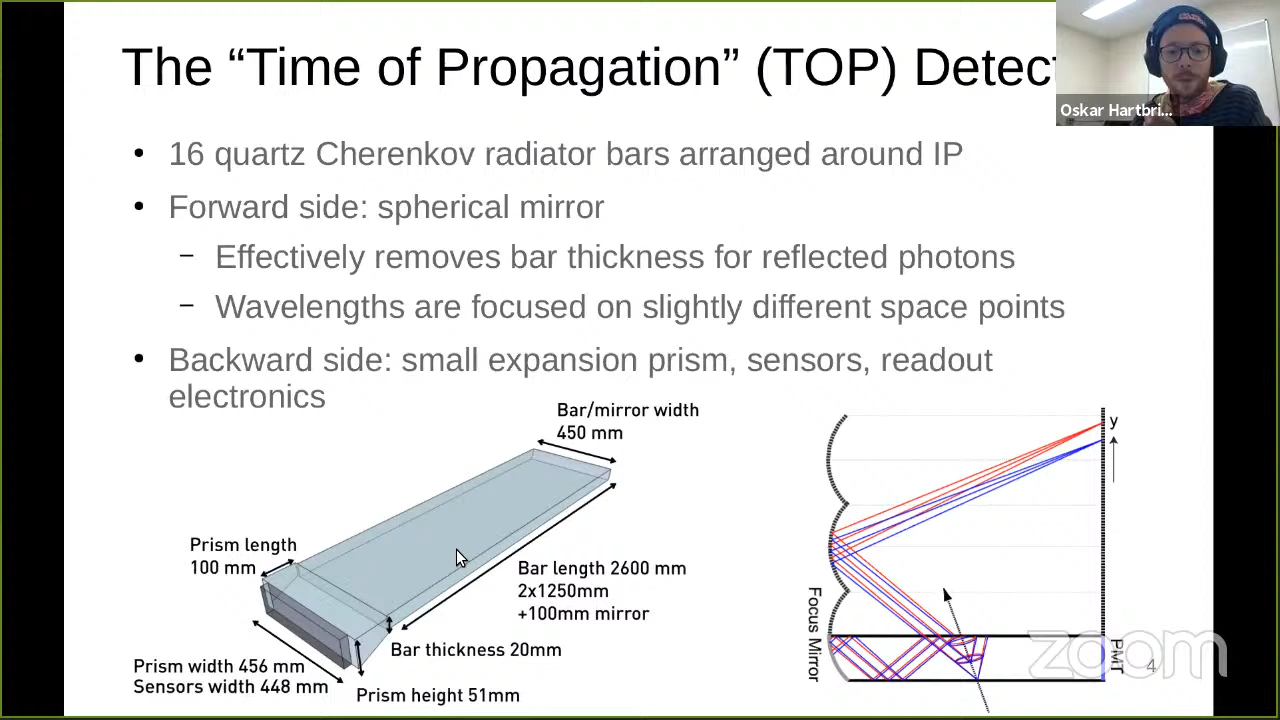 The “Time of Propagation” (TOP) Detect
Oskar Hartbri...
• 16 quartz Cherenkov radiator bars arranged around IP
• Forward side: spherical mirror
– Effectively removes bar thickness for reflected photons
– Wavelengths are focused on slightly different space points
• Backward side: small expansion prism, sensors, readout
electronics
Bar/mirror width
450 mm
Prism length
100 mm
Bar length 2600 mm
2x1250mm
+100mm mirror
Bar thickness 20mm
Prism width 456 mm
Sensors width 448 mm
Prism height 51mm
y
Focus Mirror
PMT
zoom
4